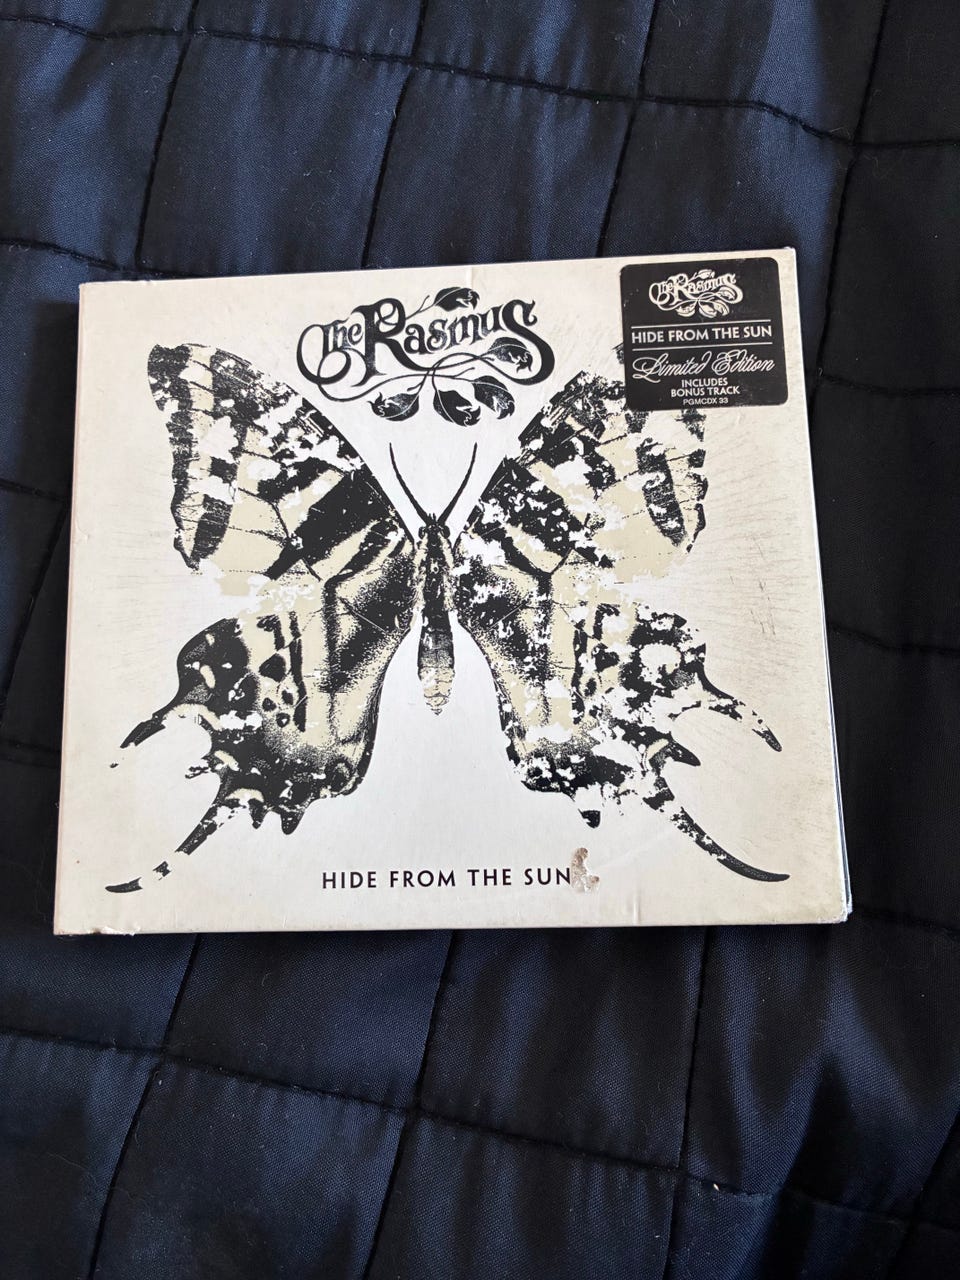 The Rasmus
The Rasmus
HIDE FROM THE SUN
Limited Edition
INCLUDES
BONUS TRACK
PGMCDX 33
HIDE FROM THE SUN